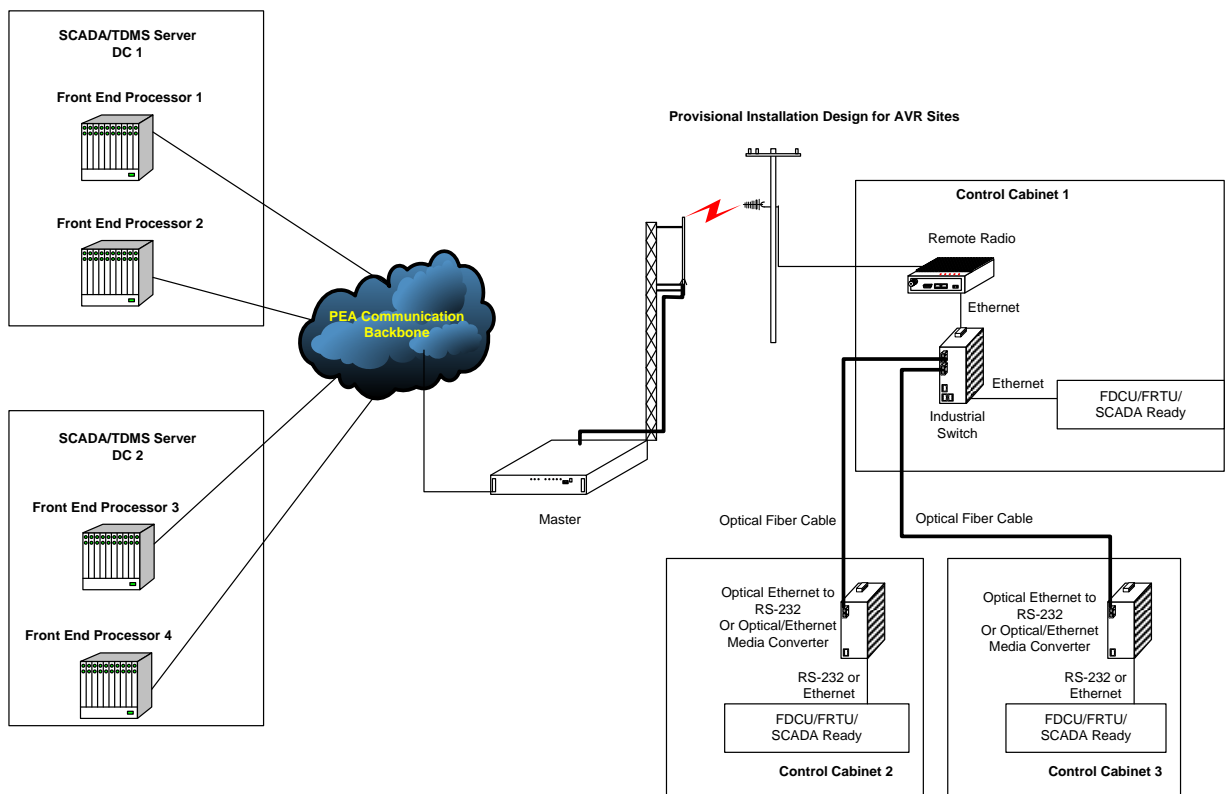 SCADA/TDMS Server
DC 1
Front End Processor 1
Front End Processor 2
SCADA/TDMS Server
DC 2
Front End Processor 3
Front End Processor 4
PEA Communication
Backbone
Master
Provisional Installation Design for AVR Sites
Control Cabinet 1
Remote Radio
Ethernet
Ethernet
Industrial
Switch
FDCU/FRTU/
SCADA Ready
Optical Fiber Cable
Optical Fiber Cable
Optical Ethernet to
RS-232
Or Optical/Ethernet
Media Converter
RS-232 or
Ethernet
FDCU/FRTU/
SCADA Ready
Control Cabinet 2
Optical Ethernet to
RS-232
Or Optical/Ethernet
Media Converter
RS-232 or
Ethernet
FDCU/FRTU/
SCADA Ready
Control Cabinet 3